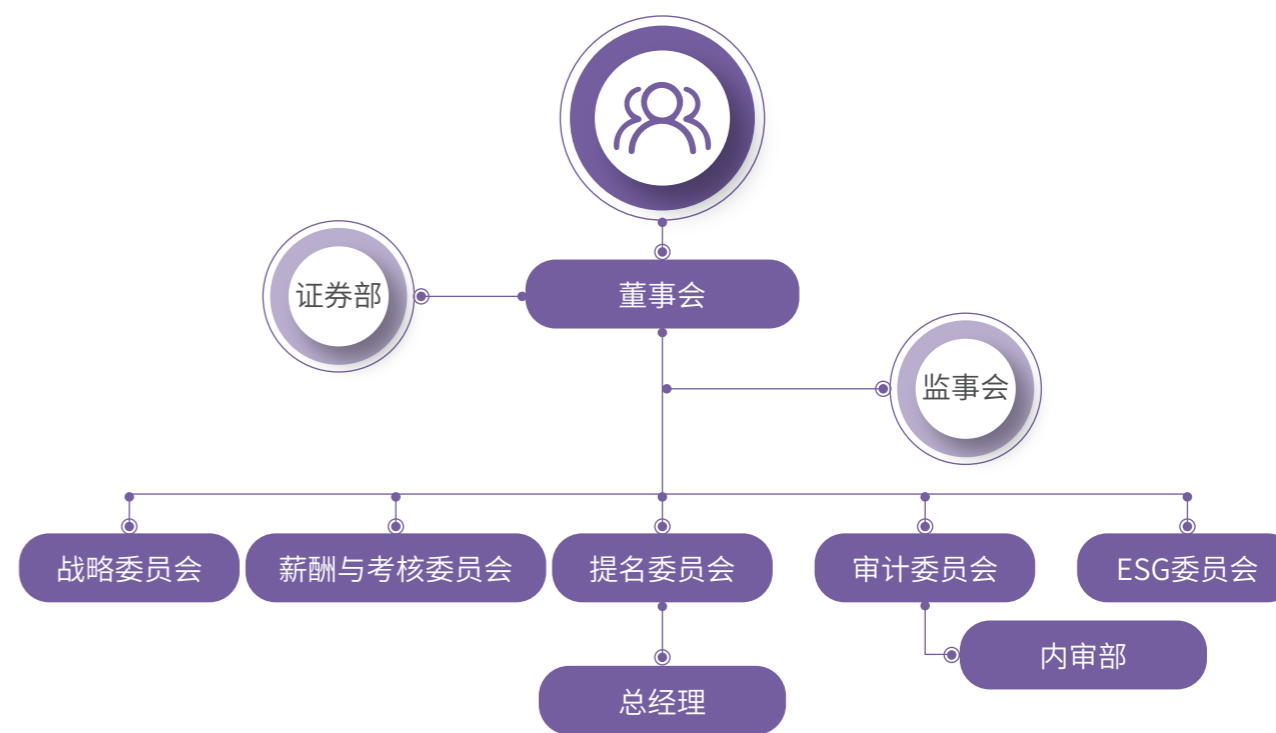 证券部
董事会
监事会
战略委员会
薪酬与考核委员会
提名委员会
审计委员会
ESG委员会
内审部
总经理